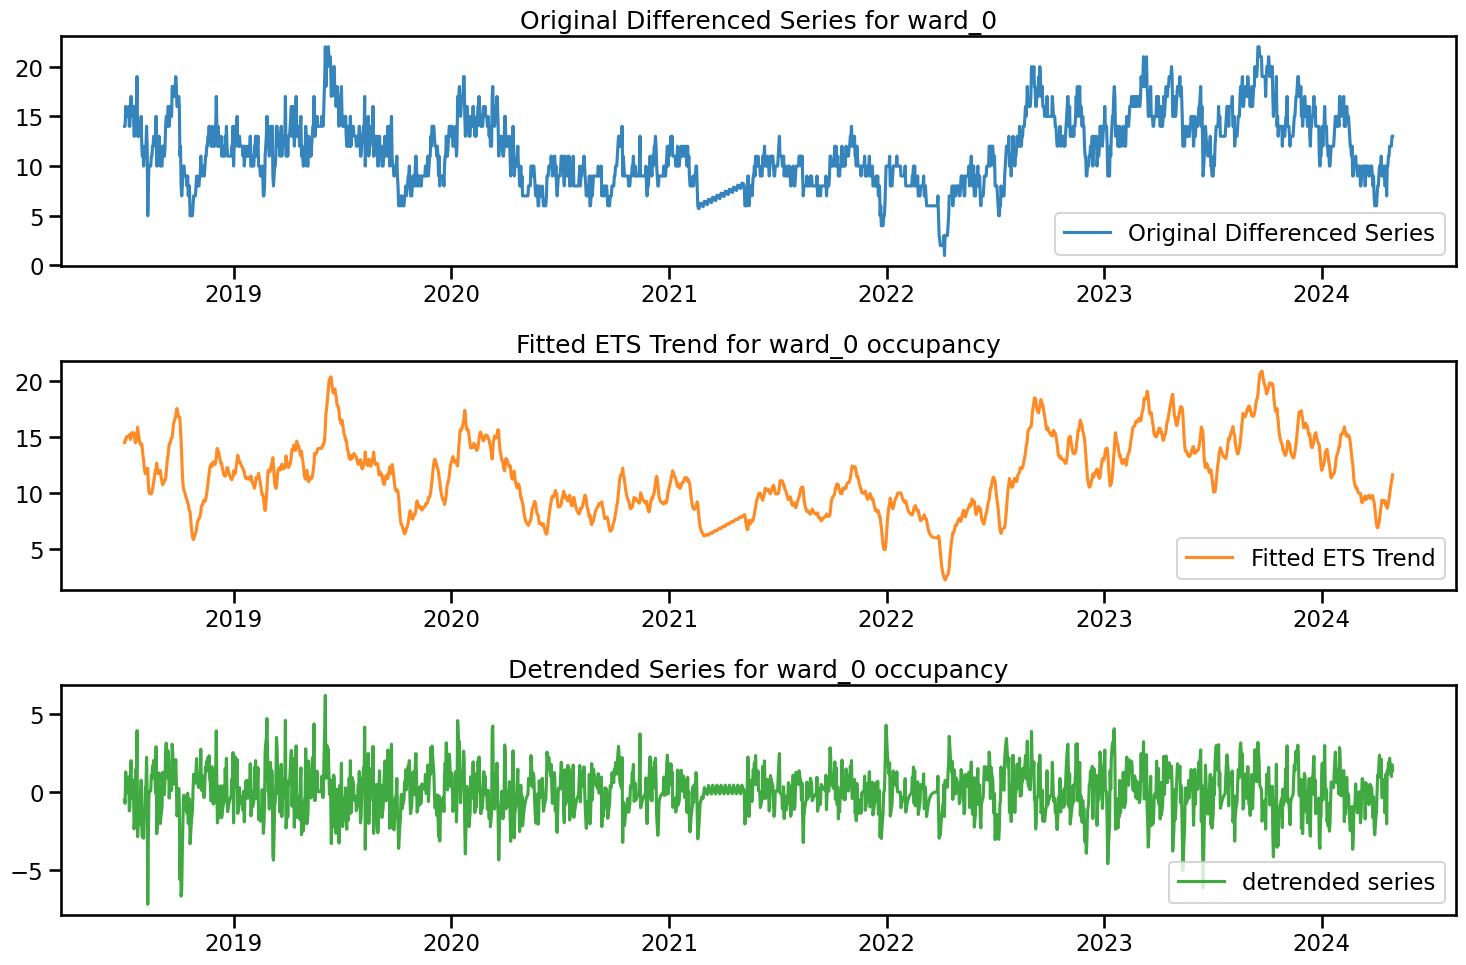 Original Differenced Series for ward_0
20
15
10
5
0
Original Differenced Series
2019 2020 2021 2022 2023 2024
Fitted ETS Trend for ward_0 occupancy
20
15
10
5
Fitted ETS Trend
2019 2020 2021 2022 2023 2024
Detrended Series for ward_0 occupancy
5
0
−5
detrended series
2019 2020 2021 2022 2023 2024